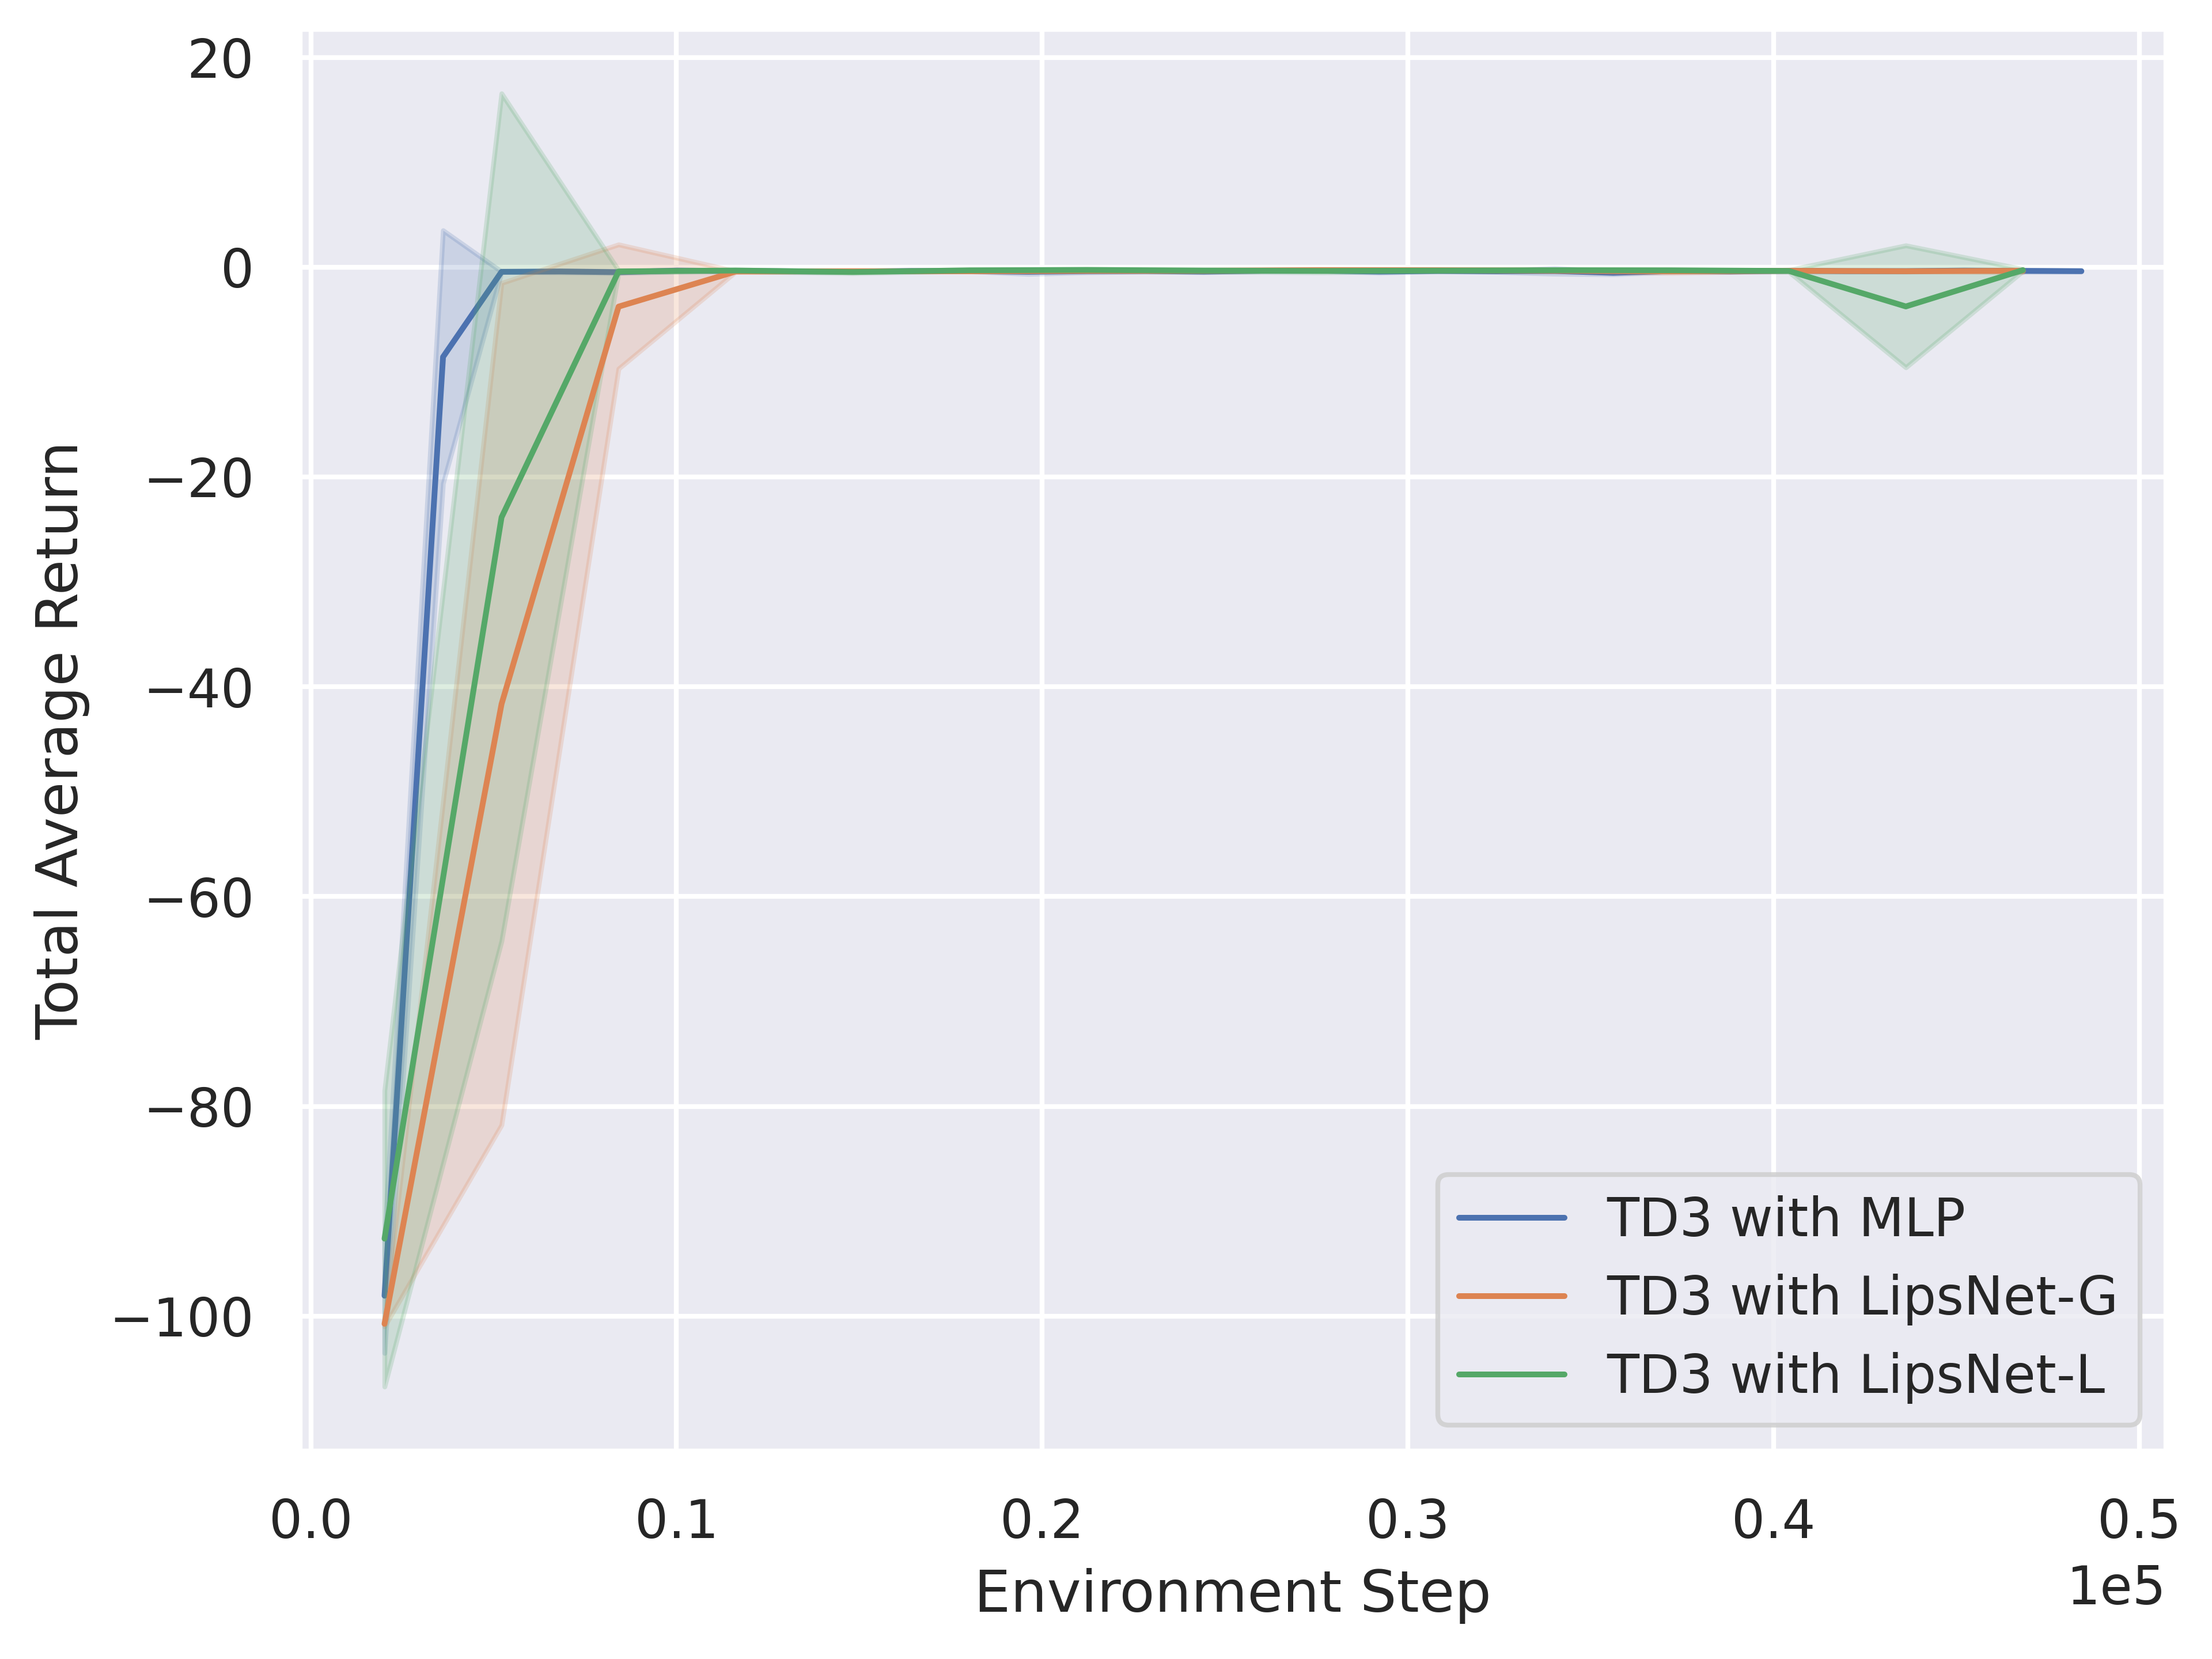 20
0
−20
−40
−60
−80
−100
Total Average Return
TD3 with MLP
TD3 with LipsNet-G
TD3 with LipsNet-L
0.0 0.1 0.2 0.3 0.4 0.5
1e5
Environment Step